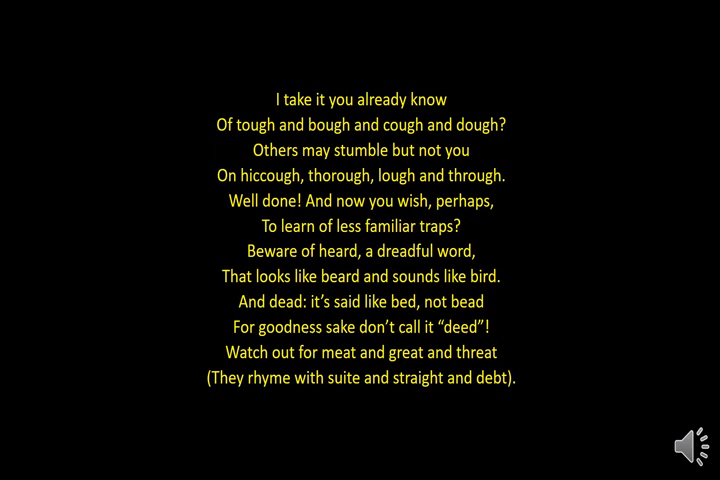 I take it you already know
Of tough and bough and cough and dough?
Others may stumble but not you
On hiccough, thorough, lough and through.
Well done! And now you wish, perhaps,
To learn of less familiar traps?
Beware of heard, a dreadful word,
That looks like beard and sounds like bird.
And dead: it’s said like bed, not bead
For goodness sake don’t call it “deed”!
Watch out for meat and great and threat
(They rhyme with suite and straight and debt).